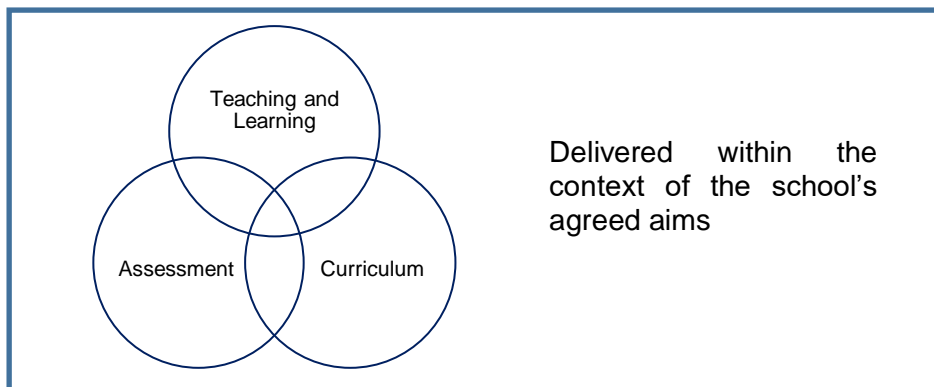 Teaching and
Learning
Assessment
Curriculum
Delivered within the
context of the school’s
agreed aims